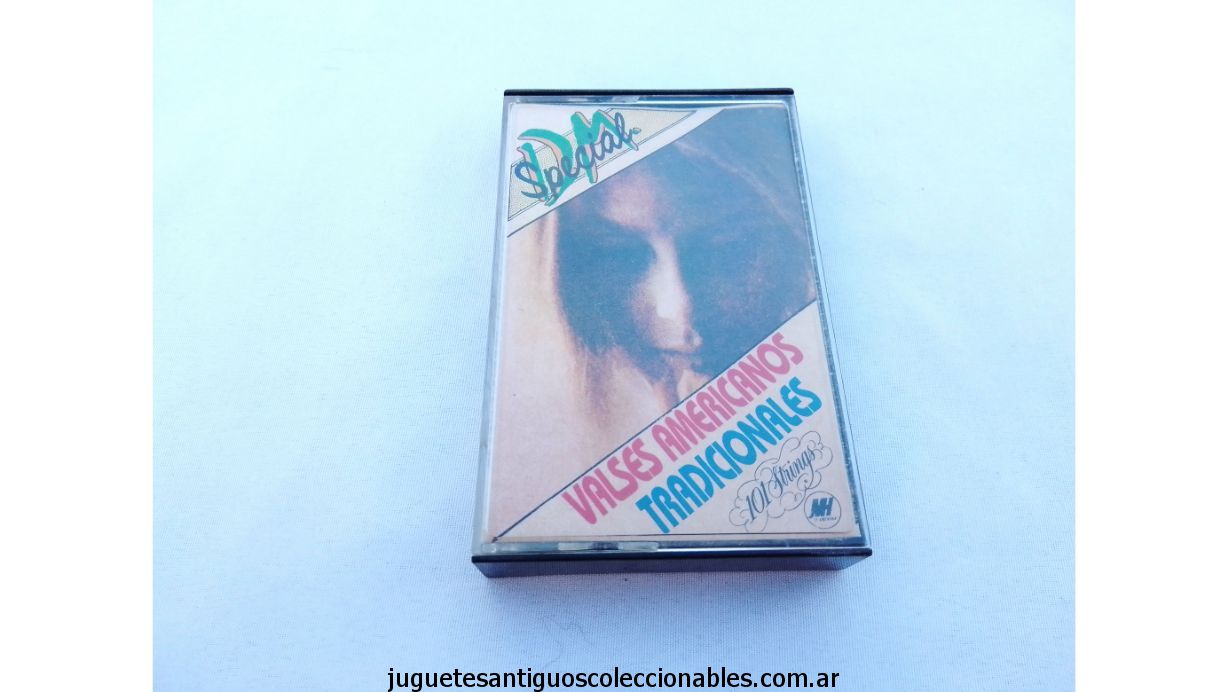 DM
Special
VALSES AMERICANOS
TRADICIONALES
101 Strings
MH
juguetesantiguoscoleccionables.com.ar